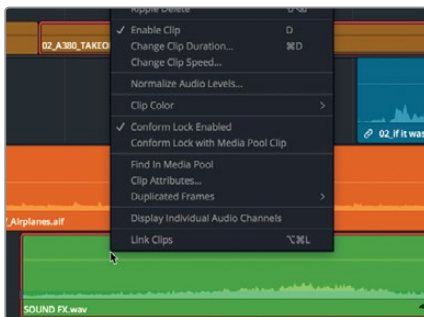 Ripple Delete
Enable Clip D
02_A380_TAKEO
Change Clip Duration... ⌘D
Change Clip Speed...
Normalize Audio Levels...
Clip Color
Conform Lock Enabled
02_if it was
Conform Lock with Media Pool Clip
Find In Media Pool
Clip Attributes...
Duplicated Frames
_Airplanes.aif
Display Individual Audio Channels
Link Clips ⌥⌘L
SOUND FX.wav